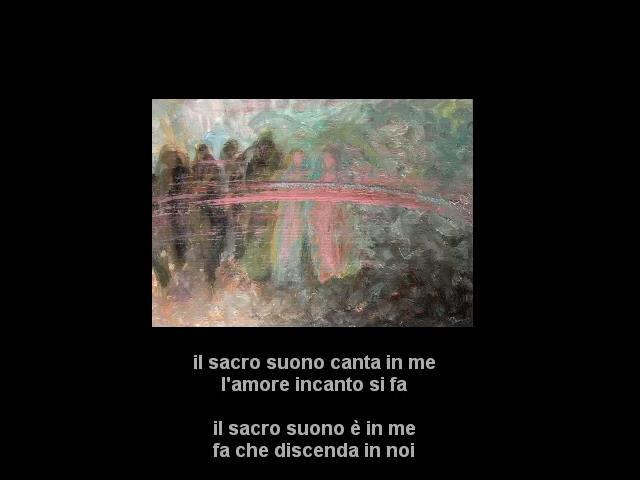 il sacro suono canta in me
l'amore incanto si fa
il sacro suono è in me
fa che discenda in noi